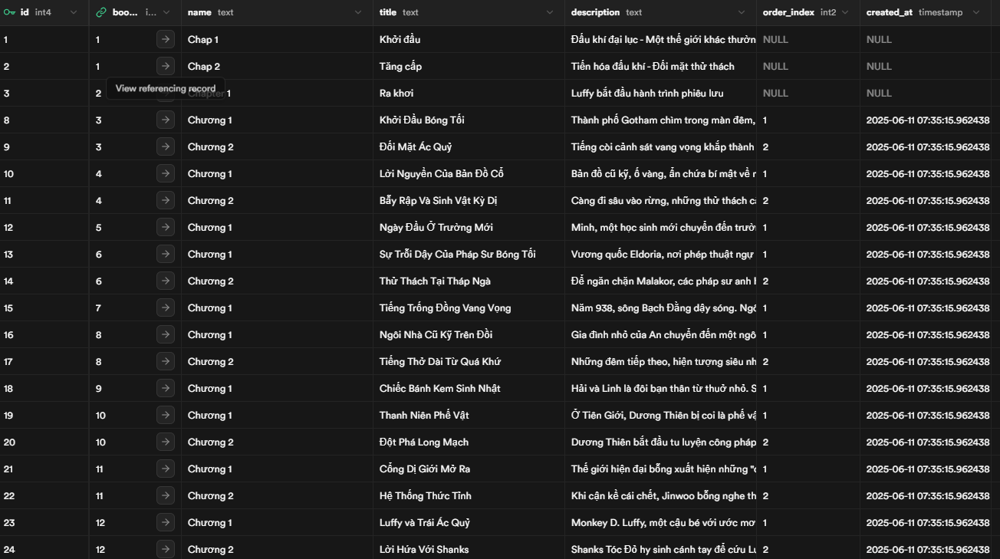 id int4 boo... i... name text title text description text order_index int2 created_at timestamp
1 1 Chap 1 Khởi đầu Đấu khí đại lục - Một thế giới khác thườn NULL NULL
2 1 Chap 2 Tăng cấp Tiến hóa đấu khí - Đối mặt thử thách NULL NULL
View referencing record
3 2 Chapter 1 Ra khơi Luffy bắt đầu hành trình phiêu lưu NULL NULL
8 3 Chương 1 Khởi Đầu Bóng Tối Thành phố Gotham chìm trong màn đêm, 1 2025-06-11 07:35:15.962438
9 3 Chương 2 Đối Mặt Ác Quỷ Tiếng còi cảnh sát vang vọng khắp thành 2 2025-06-11 07:35:15.962438
10 4 Chương 1 Lời Nguyền Của Bản Đồ Cổ Bản đồ cũ kỹ, ố vàng, ẩn chứa bí mật về n 1 2025-06-11 07:35:15.962438
11 4 Chương 2 Bẫy Rập Và Sinh Vật Kỳ Dị Càng đi sâu vào rừng, những thử thách cà 2 2025-06-11 07:35:15.962438
12 5 Chương 1 Ngày Đầu Ở Trường Mới Minh, một học sinh mới chuyển đến trườn 1 2025-06-11 07:35:15.962438
13 6 Chương 1 Sự Trỗi Dậy Của Pháp Sư Bóng Tối Vương quốc Eldoria, nơi phép thuật ngự 1 2025-06-11 07:35:15.962438
14 6 Chương 2 Thử Thách Tại Tháp Ngà Để ngăn chặn Malakor, các pháp sư anh h 2 2025-06-11 07:35:15.962438
15 7 Chương 1 Tiếng Trống Đồng Vang Vọng Năm 938, sông Bạch Đằng dậy sóng. Ngô 1 2025-06-11 07:35:15.962438
16 8 Chương 1 Ngôi Nhà Cũ Kỹ Trên Đồi Gia đình nhỏ của An chuyển đến một ngô 1 2025-06-11 07:35:15.962438
17 8 Chương 2 Tiếng Thở Dài Từ Quá Khứ Những đêm tiếp theo, hiện tượng siêu nh 2 2025-06-11 07:35:15.962438
18 9 Chương 1 Chiếc Bánh Kem Sinh Nhật Hải và Linh là đôi bạn thân từ thuở nhỏ. S 1 2025-06-11 07:35:15.962438
19 10 Chương 1 Thanh Niên Phế Vật Ở Tiên Giới, Dương Thiên bị coi là phế vậ 1 2025-06-11 07:35:15.962438
20 10 Chương 2 Đột Phá Long Mạch Dương Thiên bắt đầu tu luyện công pháp 2 2025-06-11 07:35:15.962438
21 11 Chương 1 Cổng Dị Giới Mở Ra Thế giới hiện đại bỗng xuất hiện những "c 1 2025-06-11 07:35:15.962438
22 11 Chương 2 Hệ Thống Thức Tỉnh Khi cận kề cái chết, Jinwoo bỗng nghe th 2 2025-06-11 07:35:15.962438
23 12 Chương 1 Luffy và Trái Ác Quỷ Monkey D. Luffy, một cậu bé với ước mơ 1 2025-06-11 07:35:15.962438
24 12 Chương 2 Lời Hứa Với Shanks Shanks Tóc Đỏ hy sinh cánh tay để cứu Lu 2 2025-06-11 07:35:15.962438